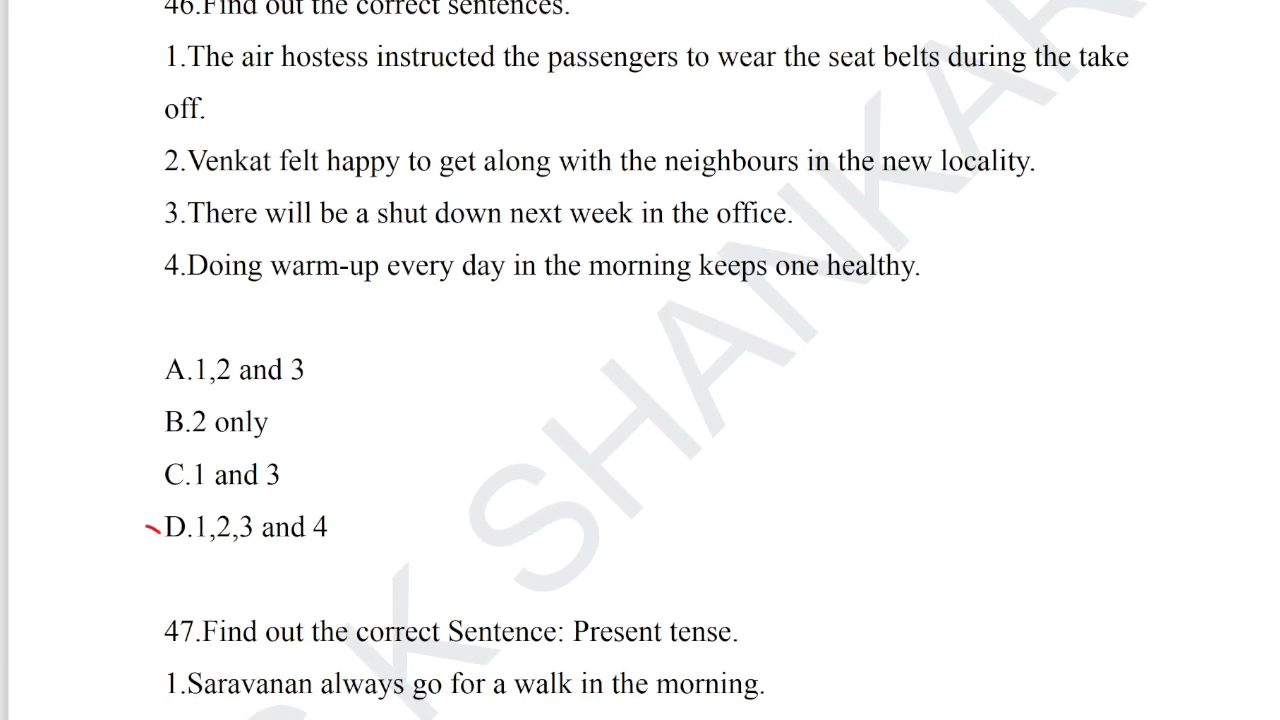 46.Find out the correct sentences.
1.The air hostess instructed the passengers to wear the seat belts during the take
off.
2.Venkat felt happy to get along with the neighbours in the new locality.
3.There will be a shut down next week in the office.
4.Doing warm-up every day in the morning keeps one healthy.
A.1,2 and 3
B.2 only
C.1 and 3
D.1,2,3 and 4
47.Find out the correct Sentence: Present tense.
1.Saravanan always go for a walk in the morning.
K SHANKAR